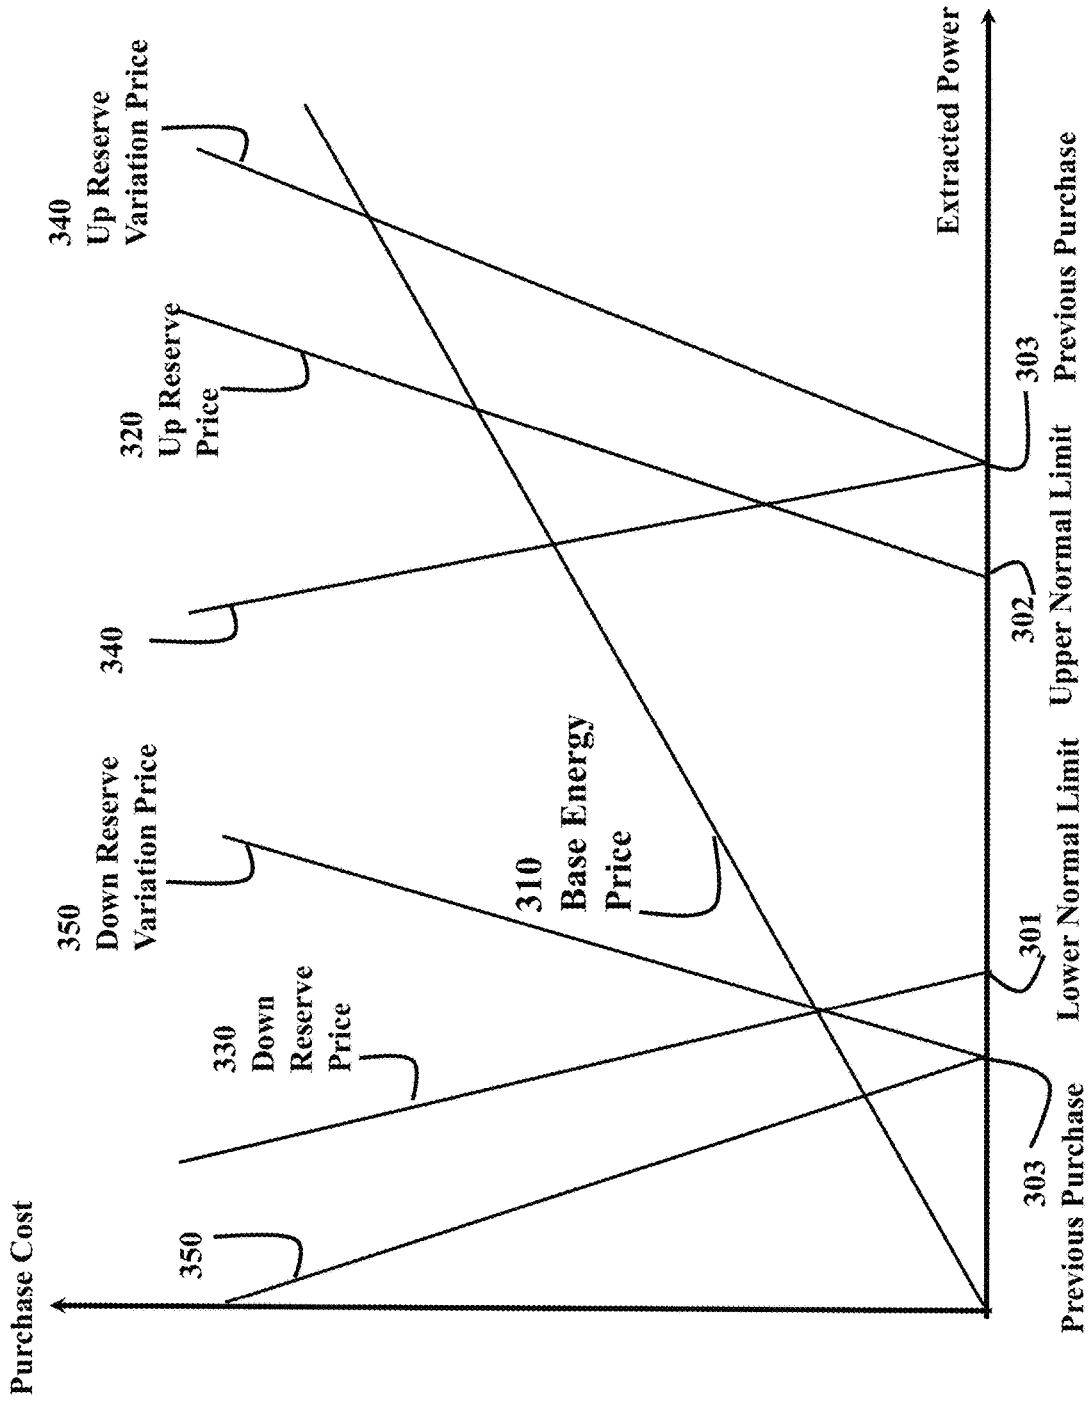 Purchase Cost
350
330
Down
Reserve
Price
350
Down Reserve
Variation Price
310
Base Energy
Price
340
320
Up Reserve
Price
340
Up Reserve
Variation Price
Extracted Power
303
Previous Purchase
301
Lower Normal Limit
302
Upper Normal Limit
303
Previous Purchase